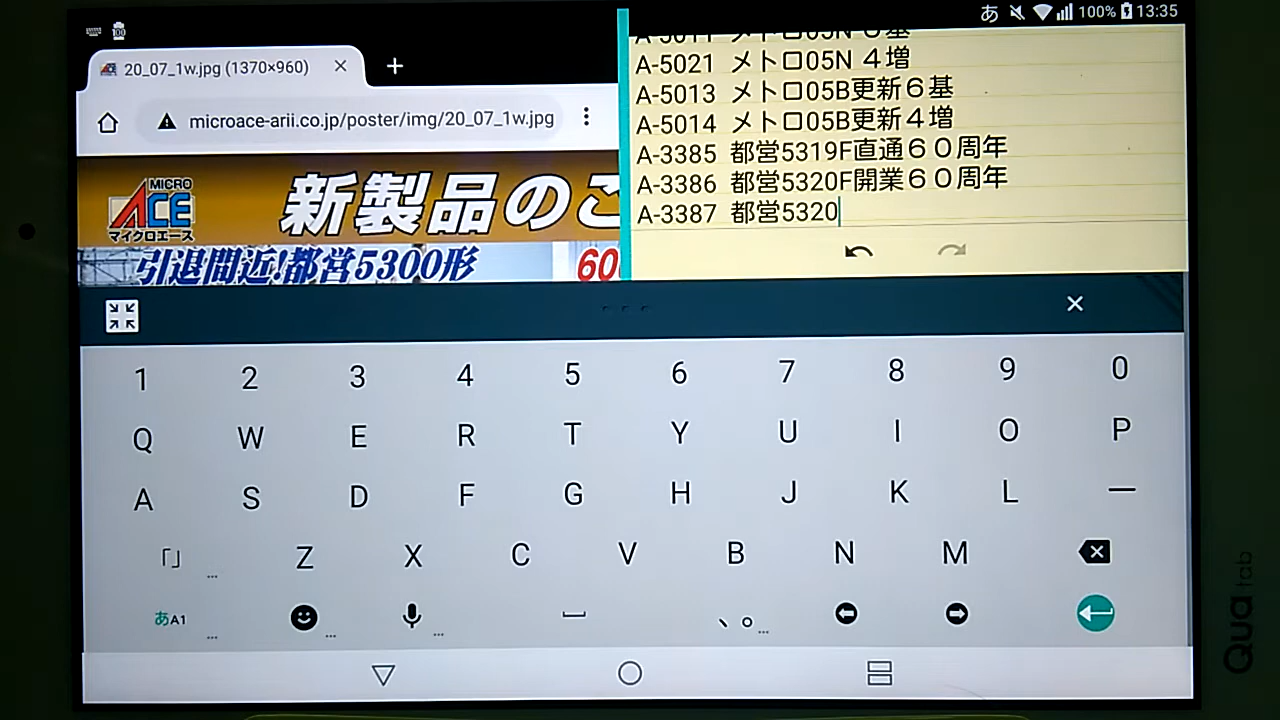 あ 100% 13:35
100
20_07_1w.jpg (1370×960)
microace-arii.co.jp/poster/img/20_07_1w.jpg
MICRO
ACE
マイクロエース
新製品のこ
引退間近!都営5300形
60
A-5021 メトロ05N 4増
A-5013 メトロ05B更新6基
A-5014 メトロ05B更新4増
A-3385 都営5319F直通60周年
A-3386 都営5320F開業60周年
A-3387 都営5320
1 2 3 4 5 6 7 8 9 0
Q W E R T Y U I O P
A S D F G H J K L ー
「」 Z X C V B N M
あA1 、。
Qua tab